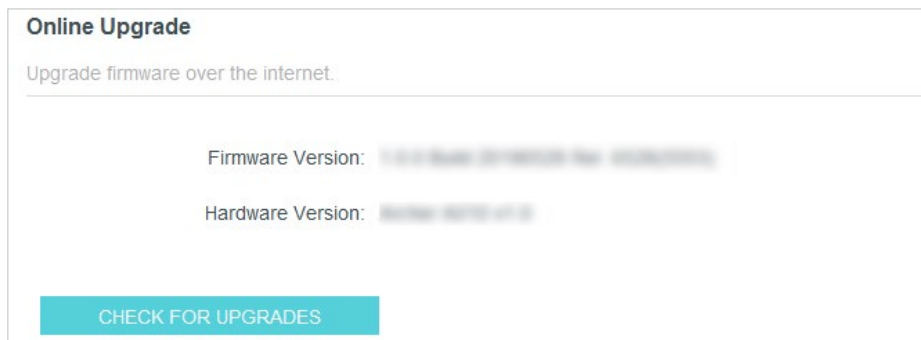 Online Upgrade
Upgrade firmware over the internet.
Firmware Version:
Hardware Version:
CHECK FOR UPGRADES